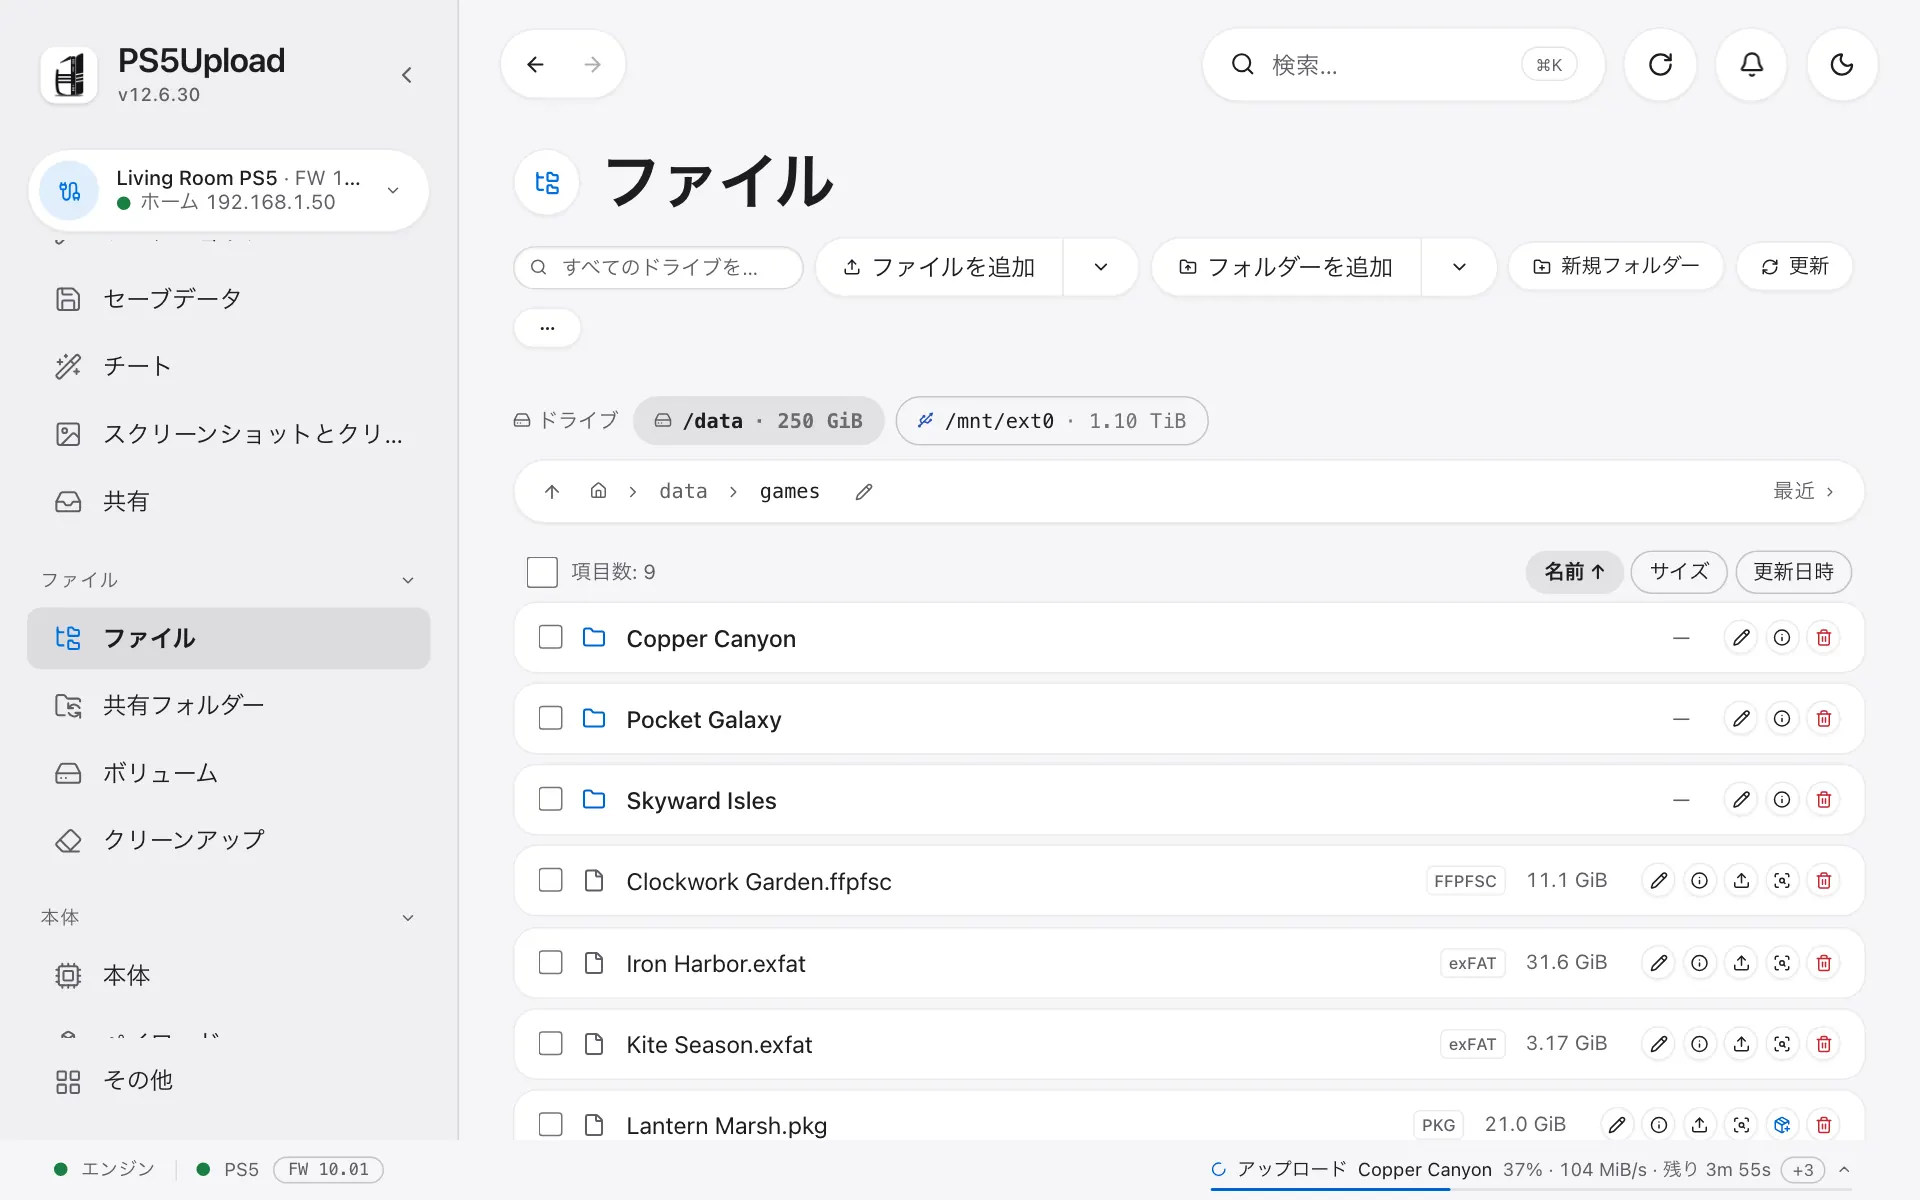 PS5Upload
v12.6.30
Living Room PS5 · FW 1...
ホーム 192.168.1.50
セーブデータ
チート
スクリーンショットとクリ...
共有
ファイル
ファイル
共有フォルダー
ボリューム
クリーンアップ
本体
本体
その他
検索...
⌘K
ファイル
すべてのドライブを...
ファイルを追加
フォルダーを追加
新規フォルダー
更新
...
ドライブ
/data · 250 GiB
/mnt/ext0 · 1.10 TiB
data
games
最近
項目数: 9
名前 ↑
サイズ
更新日時
Copper Canyon —
Pocket Galaxy —
Skyward Isles —
Clockwork Garden.ffpfsc FFPFSC 11.1 GiB
Iron Harbor.exfat exFAT 31.6 GiB
Kite Season.exfat exFAT 3.17 GiB
Lantern Marsh.pkg PKG 21.0 GiB
エンジン
PS5
FW 10.01
アップロード Copper Canyon 37% · 104 MiB/s · 残り 3m 55s +3